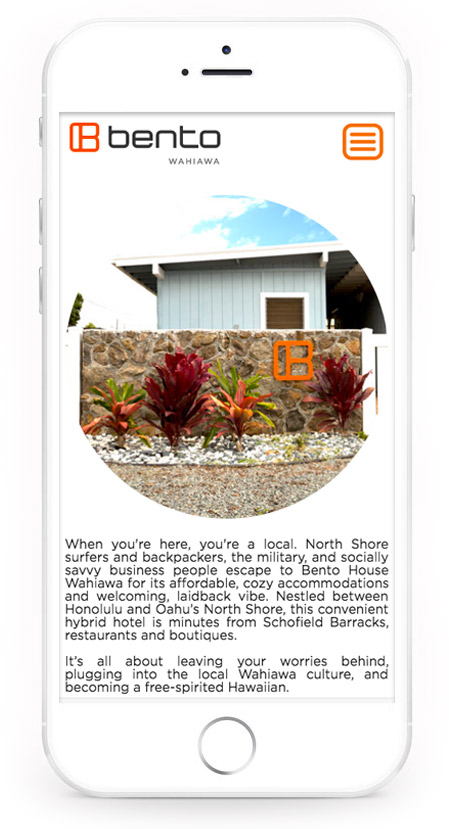 bento
WAHIAWA
When you're here, you're a local. North Shore
surfers and backpackers, the military, and socially
savvy business people escape to Bento House
Wahiawa for its affordable, cozy accommodations
and welcoming, laidback vibe. Nestled between
Honolulu and Oahu's North Shore, this convenient
hybrid hotel is minutes from Schofield Barracks,
restaurants and boutiques.
It's all about leaving your worries behind,
plugging into the local Wahiawa culture, and
becoming a free-spirited Hawaiian.